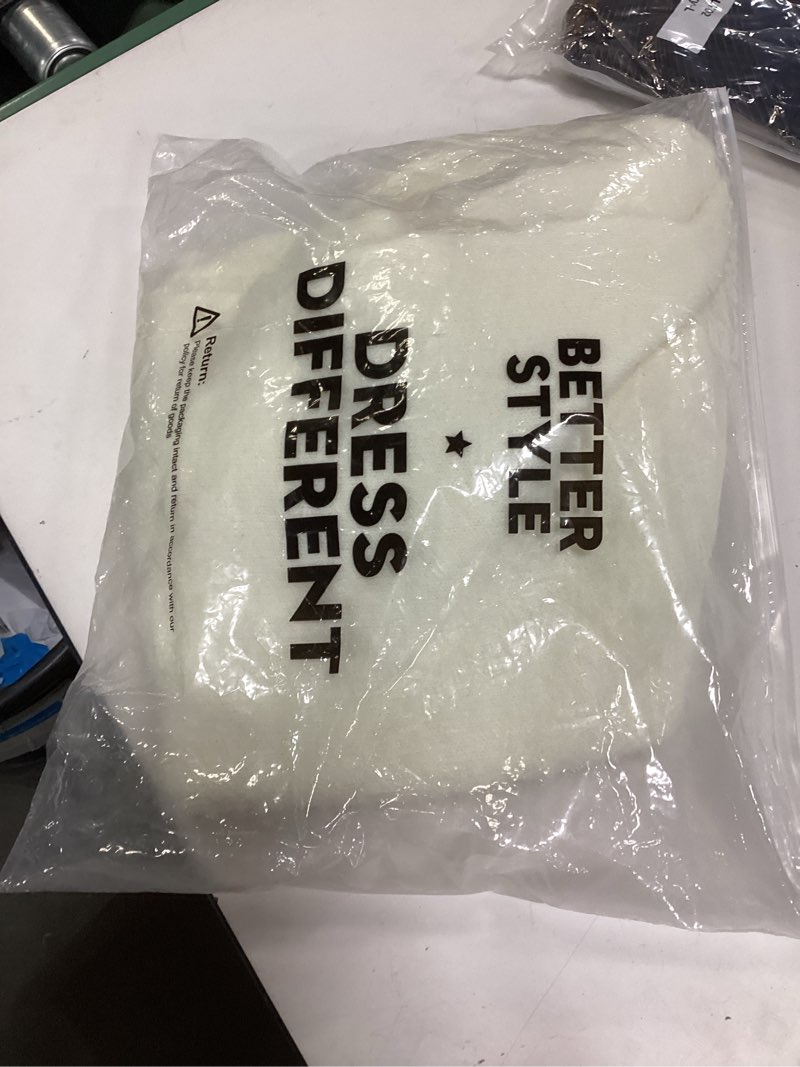 BETTER
STYLE
DRESS
DIFFERENT
Return:
Please keep the packaging intact and return in accordance with our
policy for return of goods